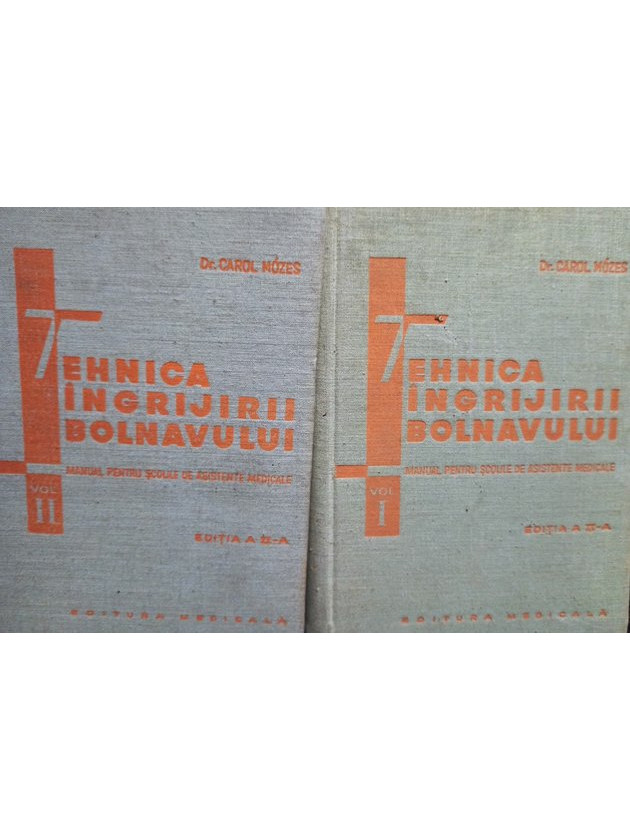 Dr. CAROL MÓZES
TEHNICA
ÎNGRIJIRII
BOLNAVULUI
MANUAL PENTRU ȘCOLILE DE ASISTENTE MEDICALE
VOL
II
EDIȚIA A II-A
EDITURA MEDICALĂ
Dr. CAROL MÓZES
TEHNICA
ÎNGRIJIRII
BOLNAVULUI
MANUAL PENTRU ȘCOLILE DE ASISTENTE MEDICALE
VOL
I
EDIȚIA A II-A
EDITURA MEDICALĂ